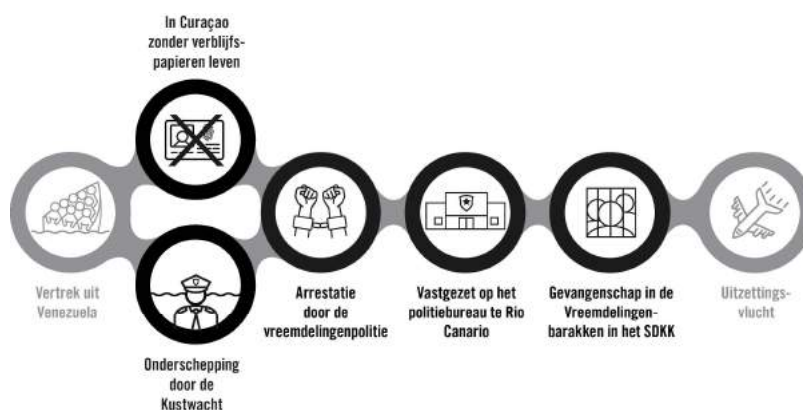 In Curaçao
zonder verblijfs-
papieren leven
Vertrek uit
Venezuela
Onderschepping
door de
Kustwacht
Arrestatie
door de
vreemdelingenpolitie
Vastgezet op het
politiebureau te Rio
Canario
Gevangenschap in de
Vreemdelingen-
barakken in het SDKK
Uitzettings-
vlucht